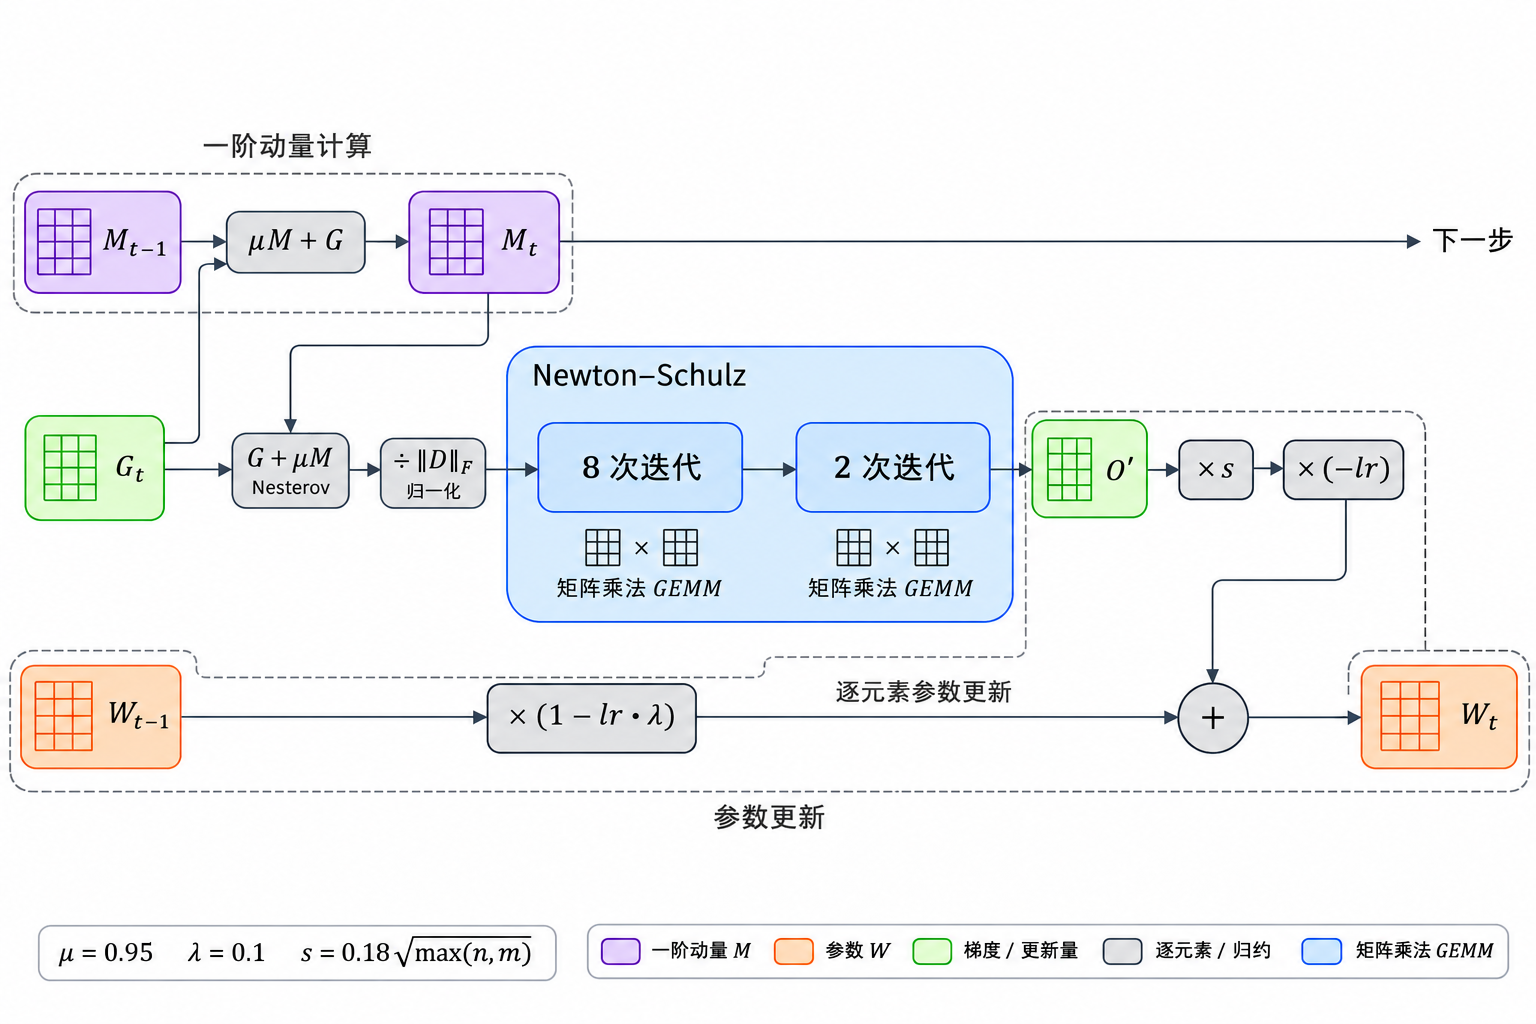 一阶动量计算
M_{t−1}
μM + G
M_t
下一步
Newton–Schulz
G_t
G + μM
Nesterov
÷ ‖D‖_F
归一化
8 次迭代
2 次迭代
×
矩阵乘法 GEMM
×
矩阵乘法 GEMM
O′
× s
× (−lr)
W_{t−1}
× (1 − lr · λ)
逐元素参数更新
+
W_t
参数更新
μ = 0.95 λ = 0.1 s = 0.18√max(n, m)
一阶动量 M 参数 W 梯度 / 更新量 逐元素 / 归约 矩阵乘法 GEMM